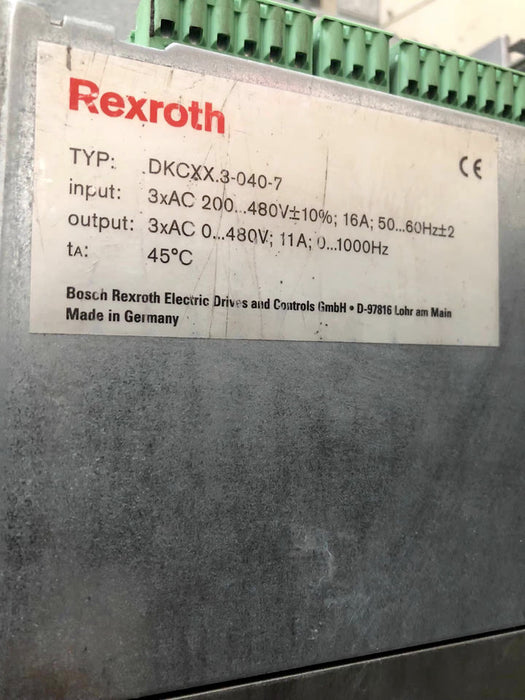 Rexroth
TYP: DKCXX.3-040-7
input: 3xAC 200...480V±10%; 16A; 50...60Hz±2
output: 3xAC 0...480V; 11A; 0...1000Hz
tA: 45°C
CE
Bosch Rexroth Electric Drives and Controls GmbH • D-97816 Lohr am Main
Made in Germany